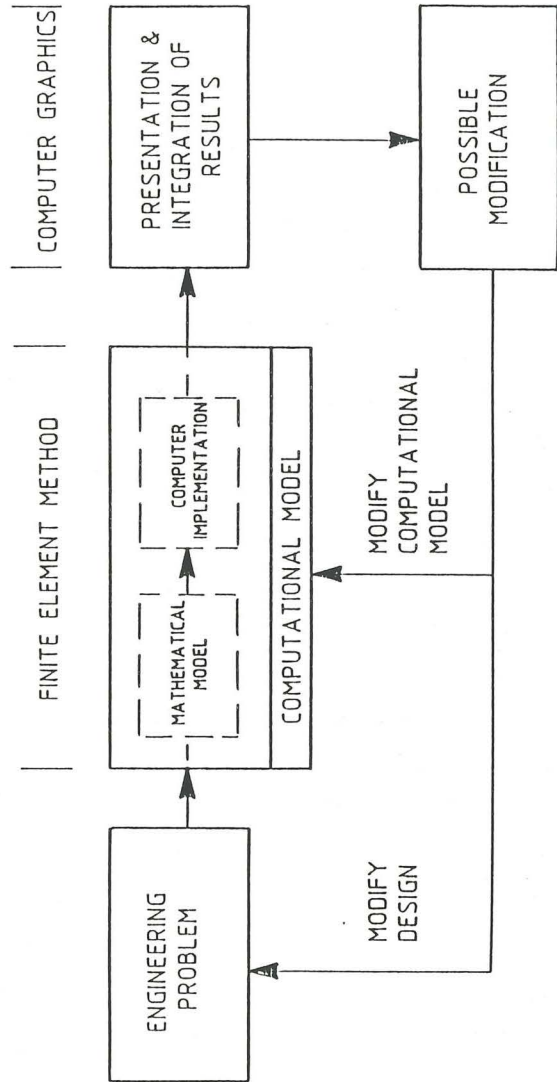 FINITE ELEMENT METHOD
COMPUTER GRAPHICS
ENGINEERING
PROBLEM
MATHEMATICAL
MODEL
COMPUTER
IMPLEMENTATION
COMPUTATIONAL MODEL
PRESENTATION &
INTEGRATION OF
RESULTS
MODIFY
DESIGN
MODIFY
COMPUTATIONAL
MODEL
POSSIBLE
MODIFICATION